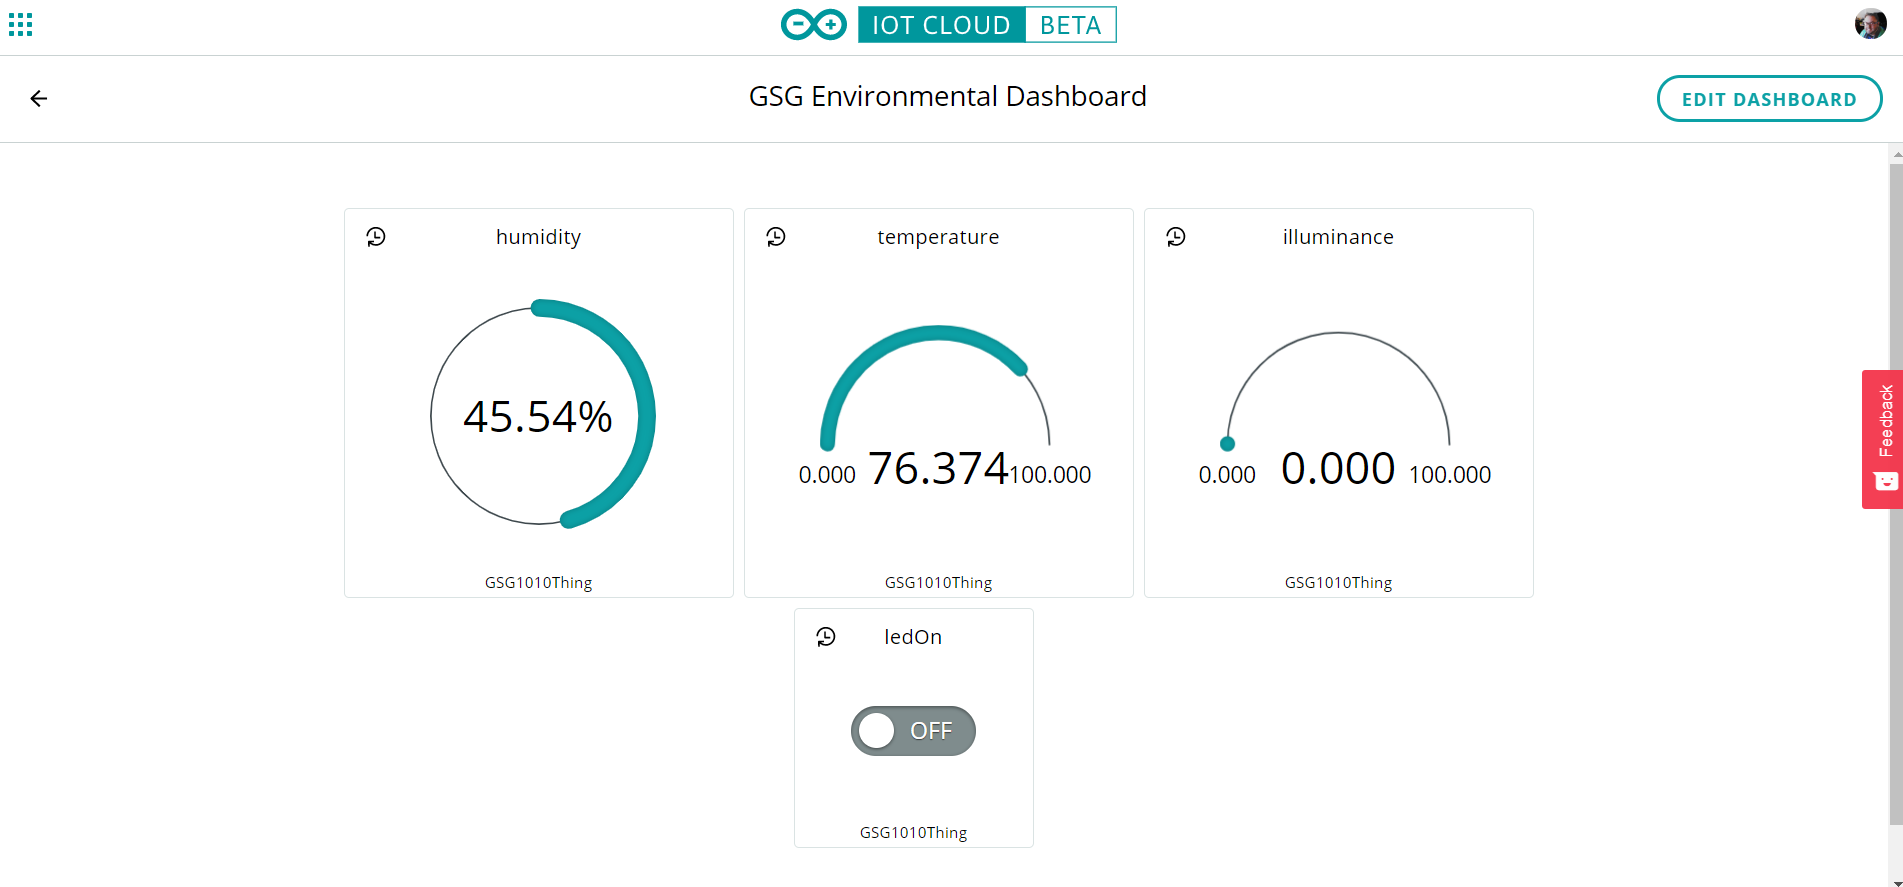 IOT CLOUD BETA
GSG Environmental Dashboard
EDIT DASHBOARD
humidity
45.54%
GSG1010Thing
temperature
0.000 76.374 100.000
GSG1010Thing
illuminance
0.000 0.000 100.000
GSG1010Thing
ledOn
OFF
GSG1010Thing
Feedback